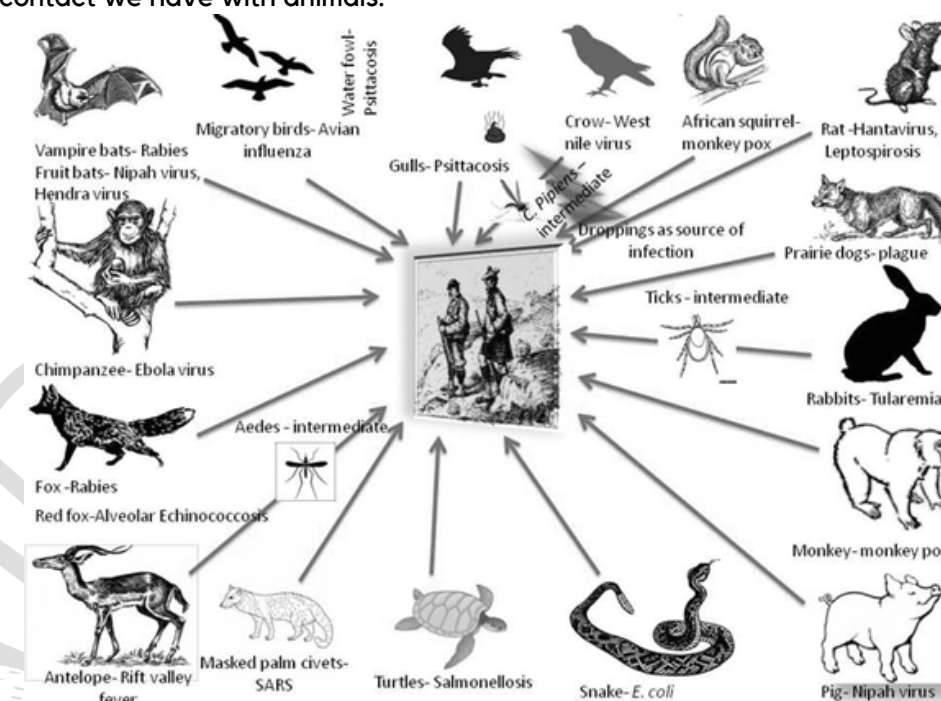 contact we have with animals.
Water fowl-
Psittacosis
Migratory birds- Avian
influenza
Vampire bats- Rabies
Fruit bats- Nipah virus,
Hendra virus
Gulls- Psittacosis
Crow- West
nile virus
African squirrel-
monkey pox
Rat -Hantavirus,
Leptospirosis
C. Pipiens –
intermediate
Droppings as source of
infection
Prairie dogs- plague
Ticks - intermediate
Chimpanzee- Ebola virus
Rabbits- Tularemia
Aedes - intermediate
Fox -Rabies
Red fox-Alveolar Echinococcosis
Monkey- monkey po
Antelope- Rift valley
fever
Masked palm civets-
SARS
Turtles- Salmonellosis
Snake- E. coli
Pig- Nipah virus